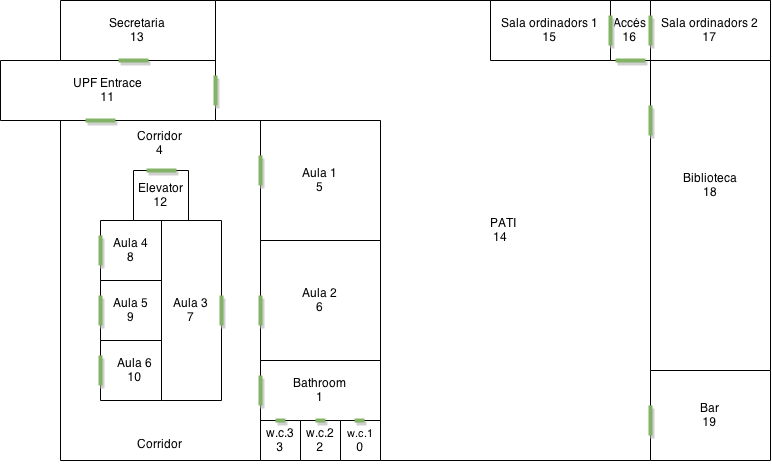 Secretaria
13
Sala ordinadors 1
15
Accés
16
Sala ordinadors 2
17
UPF Entrace
11
Corridor
4
Aula 1
5
Elevator
12
Biblioteca
18
PATI
14
Aula 4
8
Aula 5
9
Aula 3
7
Aula 2
6
Aula 6
10
Bathroom
1
Bar
19
w.c.3
3
w.c.2
2
w.c.1
0
Corridor